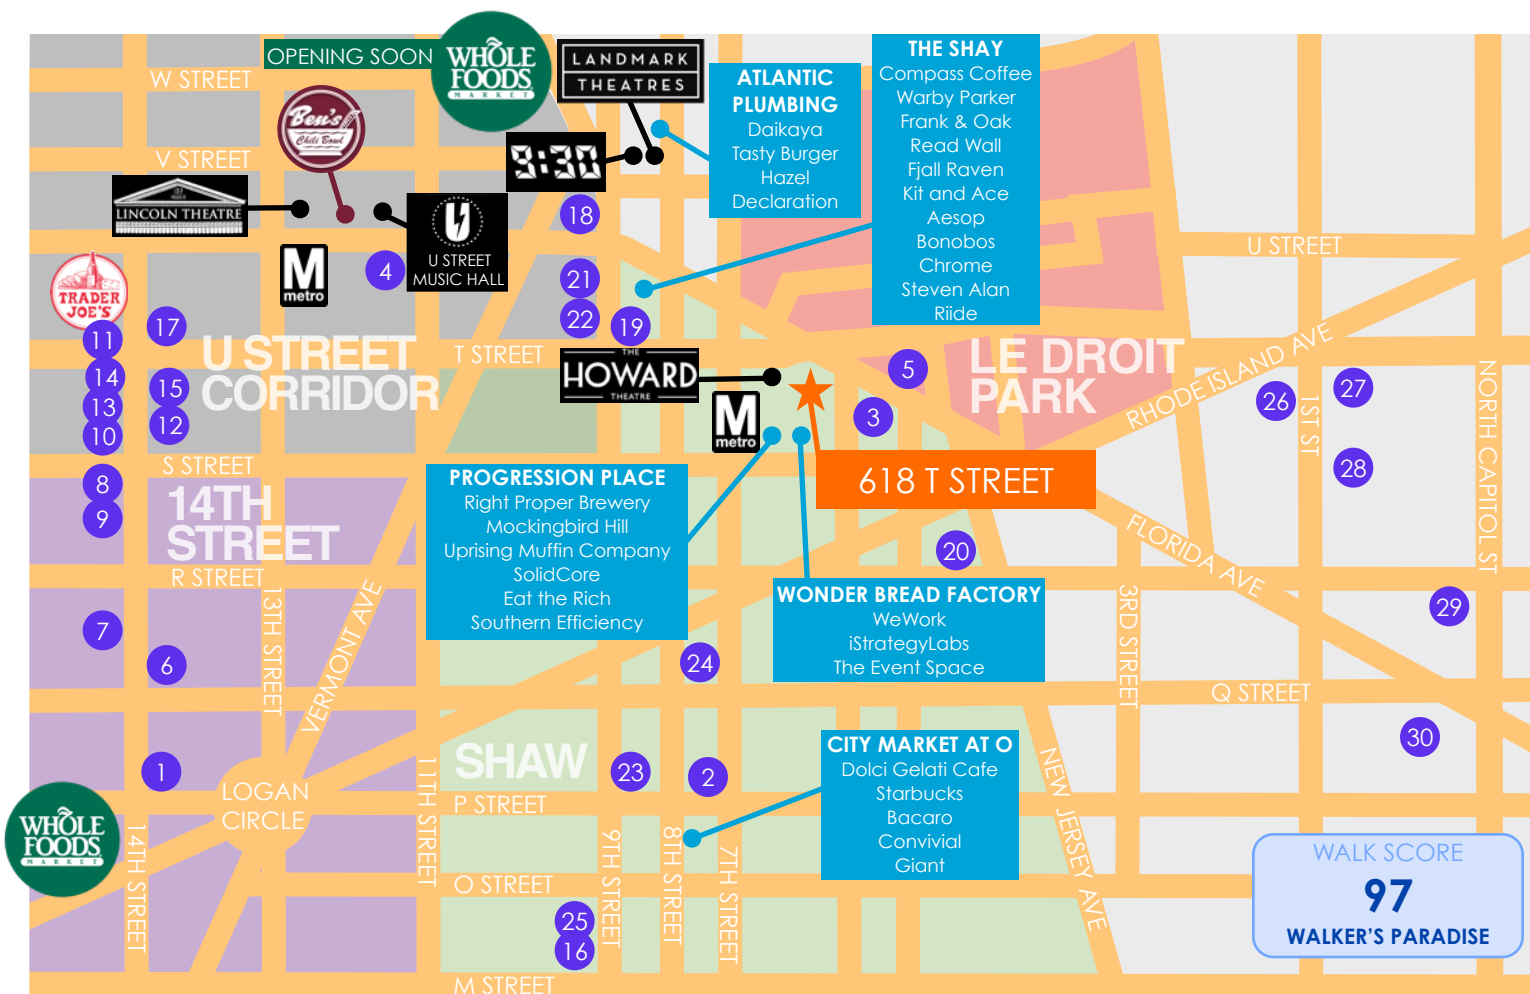 OPENING SOON
WHÔLE
FOODS
MARKET
LANDMARK
THEATRES
W STREET
Ben's
Chili Bowl
V STREET
9:30
LINCOLN THEATRE
U STREET
MUSIC HALL
M
metro
TRADER
JOE'S
ATLANTIC
PLUMBING
Daikaya
Tasty Burger
Hazel
Declaration
THE SHAY
Compass Coffee
Warby Parker
Frank & Oak
Read Wall
Fjall Raven
Kit and Ace
Aesop
Bonobos
Chrome
Steven Alan
Riide
U STREET
18
4
21
22
19
17
11
14
13
10
15
12
8
9
7
6
1
U STREET
CORRIDOR
T STREET
THE
HOWARD
THEATRE
M
metro
5
3
LE DROIT
PARK
RHODE ISLAND AVE
26
27
28
1ST ST
NORTH CAPITOL ST
S STREET
14TH
STREET
R STREET
13TH STREET
VERMONT AVE
PROGRESSION PLACE
Right Proper Brewery
Mockingbird Hill
Uprising Muffin Company
SolidCore
Eat the Rich
Southern Efficiency
618 T STREET
20
FLORIDA AVE
WONDER BREAD FACTORY
WeWork
iStrategyLabs
The Event Space
3RD STREET
29
24
Q STREET
30
SHAW
23
2
LOGAN
CIRCLE
P STREET
11TH STREET
CITY MARKET AT O
Dolci Gelati Cafe
Starbucks
Bacaro
Convivial
Giant
NEW JERSEY AVE
WHÔLE
FOODS
MARKET
14TH STREET
O STREET
9TH STREET
8TH STREET
7TH STREET
25
16
M STREET
WALK SCORE
97
WALKER'S PARADISE